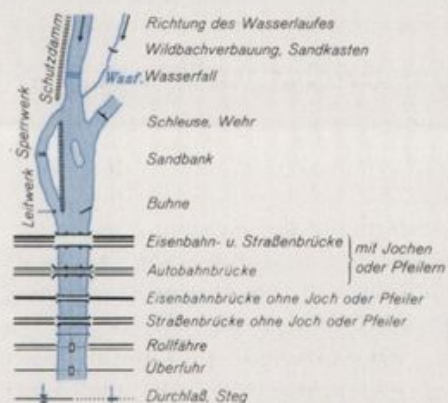 Richtung des Wasserlaufes
Wildbachverbauung, Sandkasten
Schutzdamm
Wssf. Wasserfall
Schleuse, Wehr
Sperrwerk
Sandbank
Leitwerk
Buhne
Eisenbahn- u. Straßenbrücke
mit Jochen
oder Pfeilern
Autobahnbrücke
Eisenbahnbrücke ohne Joch oder Pfeiler
Straßenbrücke ohne Joch oder Pfeiler
Rollfähre
Überfuhr
Durchlaß, Steg